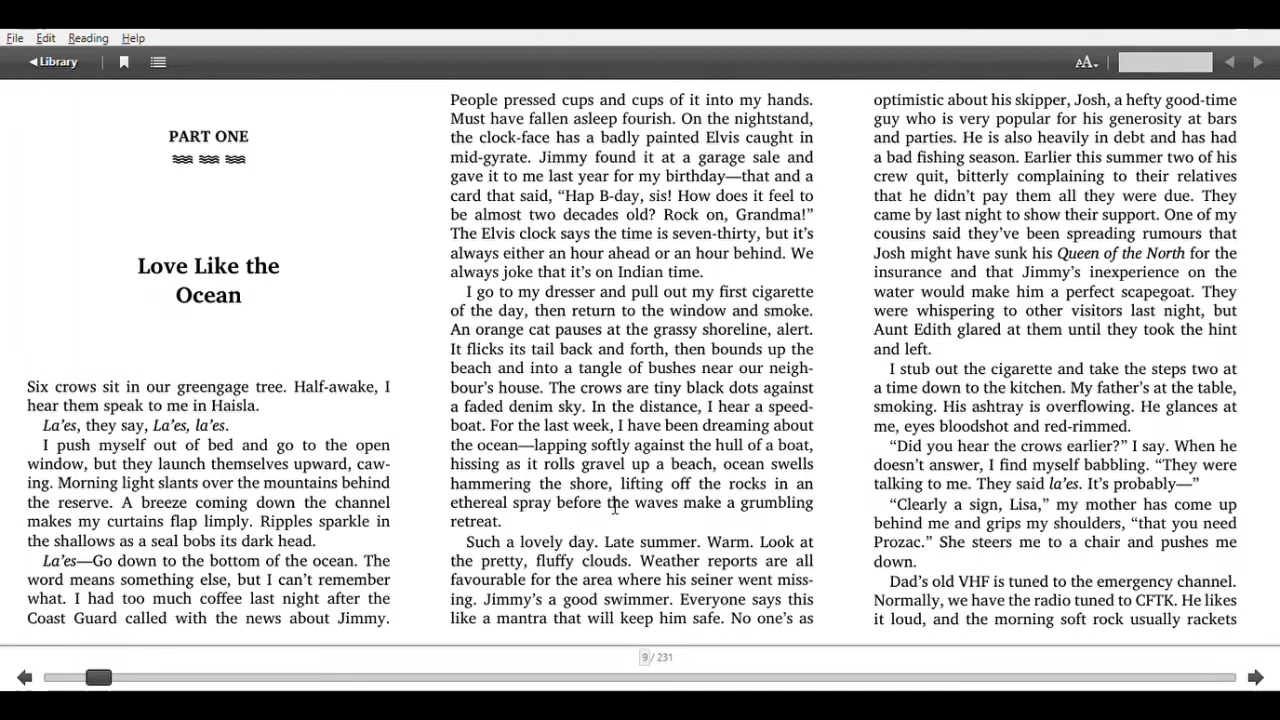 File Edit Reading Help
Library
AA
PART ONE
Love Like the
Ocean
Six crows sit in our greengage tree. Half-awake, I
hear them speak to me in Haisla.
La'es, they say, La'es, la'es.
I push myself out of bed and go to the open
window, but they launch themselves upward, caw-
ing. Morning light slants over the mountains behind
the reserve. A breeze coming down the channel
makes my curtains flap limply. Ripples sparkle in
the shallows as a seal bobs its dark head.
La'es—Go down to the bottom of the ocean. The
word means something else, but I can't remember
what. I had too much coffee last night after the
Coast Guard called with the news about Jimmy.
People pressed cups and cups of it into my hands.
Must have fallen asleep fourish. On the nightstand,
the clock-face has a badly painted Elvis caught in
mid-gyrate. Jimmy found it at a garage sale and
gave it to me last year for my birthday—that and a
card that said, “Hap B-day, sis! How does it feel to
be almost two decades old? Rock on, Grandma!”
The Elvis clock says the time is seven-thirty, but it's
always either an hour ahead or an hour behind. We
always joke that it's on Indian time.
I go to my dresser and pull out my first cigarette
of the day, then return to the window and smoke.
An orange cat pauses at the grassy shoreline, alert.
It flicks its tail back and forth, then bounds up the
beach and into a tangle of bushes near our neigh-
bour's house. The crows are tiny black dots against
a faded denim sky. In the distance, I hear a speed-
boat. For the last week, I have been dreaming about
the ocean—lapping softly against the hull of a boat,
hissing as it rolls gravel up a beach, ocean swells
hammering the shore, lifting off the rocks in an
ethereal spray before the waves make a grumbling
retreat.
Such a lovely day. Late summer. Warm. Look at
the pretty, fluffy clouds. Weather reports are all
favourable for the area where his seiner went miss-
ing. Jimmy's a good swimmer. Everyone says this
like a mantra that will keep him safe. No one's as
optimistic about his skipper, Josh, a hefty good-time
guy who is very popular for his generosity at bars
and parties. He is also heavily in debt and has had
a bad fishing season. Earlier this summer two of his
crew quit, bitterly complaining to their relatives
that he didn't pay them all they were due. They
came by last night to show their support. One of my
cousins said they've been spreading rumours that
Josh might have sunk his Queen of the North for the
insurance and that Jimmy's inexperience on the
water would make him a perfect scapegoat. They
were whispering to other visitors last night, but
Aunt Edith glared at them until they took the hint
and left.
I stub out the cigarette and take the steps two at
a time down to the kitchen. My father's at the table,
smoking. His ashtray is overflowing. He glances at
me, eyes bloodshot and red-rimmed.
“Did you hear the crows earlier?” I say. When he
doesn't answer, I find myself babbling. “They were
talking to me. They said la'es. It's probably—”
“Clearly a sign, Lisa,” my mother has come up
behind me and grips my shoulders, “that you need
Prozac.” She steers me to a chair and pushes me
down.
Dad's old VHF is tuned to the emergency channel.
Normally, we have the radio tuned to CFTK. He likes
it loud, and the morning soft rock usually rackets
9 / 231